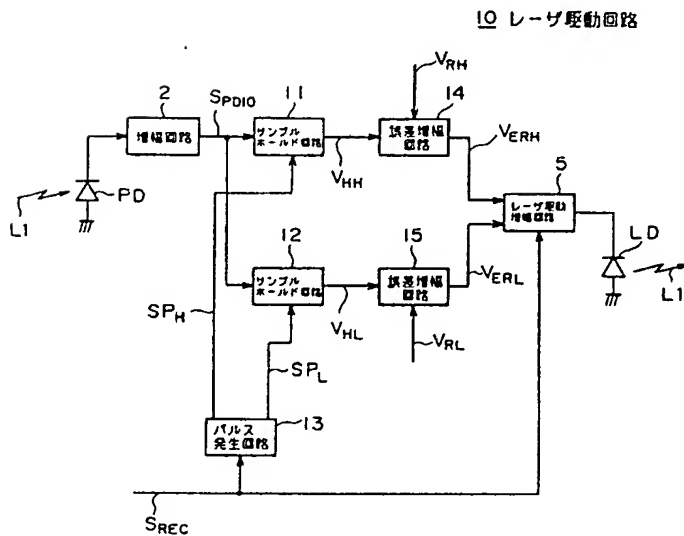 10 レーザ駆動回路
VRH
2
SPD10
11
14
増幅回路
サンプル
ホールド回路
誤差増幅
回路
VERH
VHH
PD
5
L1
レーザ駆動
増幅回路
12
15
LD
サンプル
ホールド回路
誤差増幅
回路
VERL
L1
SPH
VHL
VRL
SPL
パルス
発生回路
13
SREC